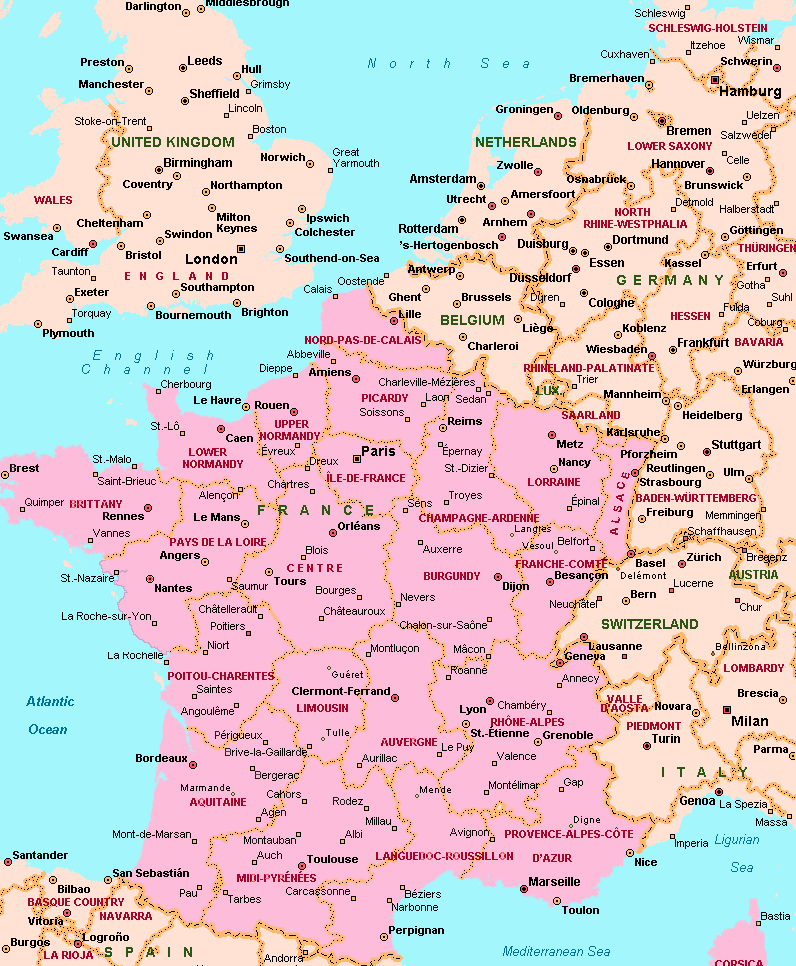 Darlington
Middlesbrough
Schleswig
SCHLESWIG-HOLSTEIN
Itzehoe
Wismar
North Sea
Cuxhaven
Schwerin
Preston
Leeds
Hull
Manchester
Grimsby
Bremerhaven
Hamburg
Sheffield
Lincoln
Groningen
Oldenburg
Uelzen
Stoke-on-Trent
Boston
Bremen
Salzwedel
UNITED KINGDOM
NETHERLANDS
LOWER SAXONY
Norwich
Great
Yarmouth
Birmingham
Zwolle
Hannover
Celle
Coventry
Northampton
Amsterdam
Osnabruck
Brunswick
WALES
Utrecht
Amersfoort
Detmold
Halberstadt
Cheltenham
Milton
Keynes
Ipswich
Colchester
Rotterdam
Arnhem
NORTH
RHINE-WESTPHALIA
Göttingen
Swansea
Swindon
's-Hertogenbosch
Duisburg
Dortmund
Cardiff
Bristol
London
Southend-on-Sea
Essen
Kassel
THÜRINGEN
Taunton
ENGLAND
Oostende
Antwerp
Düsseldorf
GERMANY
Erfurt
Gotha
Exeter
Southampton
Calais
Ghent
Brussels
Düren
Cologne
Suhl
Torquay
Bournemouth
Brighton
Lille
BELGIUM
Liège
Koblenz
HESSEN
Fulda
Coburg
Plymouth
NORD-PAS-DE-CALAIS
Charleroi
Wiesbaden
Frankfurt
BAVARIA
English
Channel
Abbeville
Dieppe
Amiens
RHINELAND-PALATINATE
Würzburg
Cherbourg
Charleville-Mézières
Trier
LUX.
Mannheim
Erlangen
Le Havre
Rouen
PICARDY
Laon
Sedan
St.-Lô
Caen
UPPER
NORMANDY
Soissons
Reims
SAARLAND
Heidelberg
Karlsruhe
LOWER
NORMANDY
Évreux
Paris
Épernay
Metz
Pforzheim
Stuttgart
St.-Malo
Dreux
St.-Dizier
Nancy
Reutlingen
Brest
Saint-Brieuc
Chartres
ÎLE-DE-FRANCE
LORRAINE
Strasbourg
Ulm
Quimper
BRITTANY
Alençon
Sens
Troyes
Épinal
ALSACE
BADEN-WÜRTTEMBERG
Rennes
Le Mans
FRANCE
CHAMPAGNE-ARDENNE
Freiburg
Memmingen
Vannes
PAYS DE LA LOIRE
Orléans
Langres
Schaffhausen
Angers
Blois
Auxerre
Vesoul
Belfort
St.-Nazaire
CENTRE
BURGUNDY
FRANCHE-COMTÉ
Basel
Zürich
Bregenz
Nantes
Saumur
Tours
Dijon
Besançon
Delémont
AUSTRIA
Bourges
Nevers
Neuchâtel
Bern
Lucerne
La Roche-sur-Yon
Châtellerault
Châteauroux
Chur
Poitiers
Chalon-sur-Saône
SWITZERLAND
La Rochelle
Niort
Montluçon
Mâcon
Lausanne
Bellinzona
Geneva
LOMBARDY
POITOU-CHARENTES
Guéret
Roanne
Annecy
Saintes
Clermont-Ferrand
VALLE
D'AOSTA
Novara
Brescia
Atlantic
Ocean
Angoulême
LIMOUSIN
Lyon
Chambéry
RHÔNE-ALPES
PIEDMONT
Milan
Périgueux
Tulle
AUVERGNE
St.-Étienne
Grenoble
Turin
Brive-la-Gaillarde
Le Puy
Parma
Bordeaux
Aurillac
Valence
ITALY
Bergerac
Marmande
Cahors
Mende
Montélimar
Gap
Genoa
AQUITAINE
Rodez
La Spezia
Agen
Millau
Digne
Massa
Mont-de-Marsan
Montauban
Albi
Avignon
PROVENCE-ALPES-CÔTE
D'AZUR
Imperia
Ligurian
Sea
Santander
Auch
Toulouse
LANGUEDOC-ROUSSILLON
Nice
San Sebastián
MIDI-PYRÉNÉES
Marseille
Bilbao
Pau
Tarbes
Carcassonne
Béziers
BASQUE COUNTRY
Narbonne
Toulon
Vitoria
NAVARRA
Bastia
Burgos
Logroño
Perpignan
LA RIOJA
SPAIN
Andorra
Mediterranean Sea
CORSICA